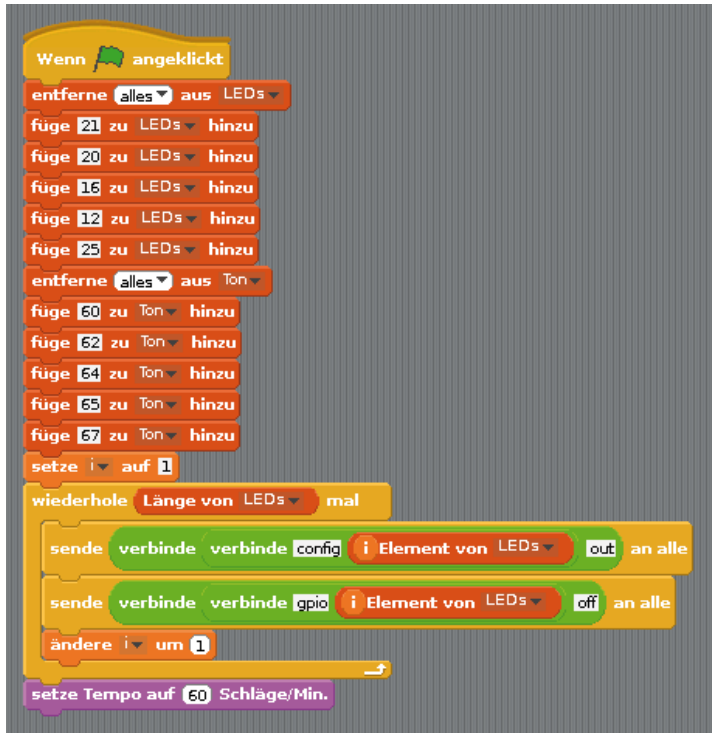 Wenn angeklickt
entferne alles aus LEDs
füge 21 zu LEDs hinzu
füge 20 zu LEDs hinzu
füge 16 zu LEDs hinzu
füge 12 zu LEDs hinzu
füge 25 zu LEDs hinzu
entferne alles aus Ton
füge 60 zu Ton hinzu
füge 62 zu Ton hinzu
füge 64 zu Ton hinzu
füge 65 zu Ton hinzu
füge 67 zu Ton hinzu
setze i auf 1
wiederhole Länge von LEDs mal
sende verbinde verbinde config i Element von LEDs out an alle
sende verbinde verbinde gpio i Element von LEDs off an alle
ändere i um 1
setze Tempo auf 60 Schläge/Min.